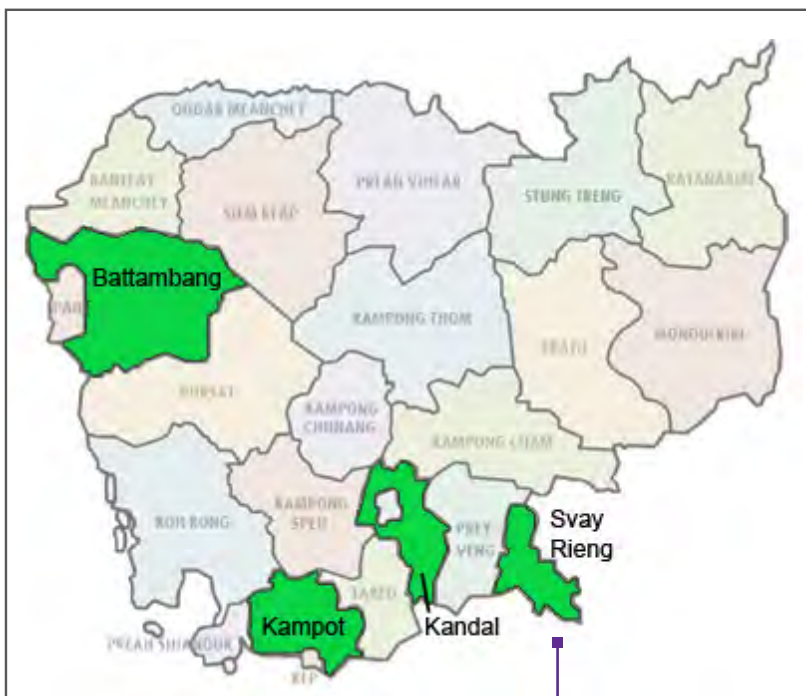 ODDAR MEANCHEY
BANTEAY
MEANCHEY
SIEM REAP
PREAH VIHEAR
STUNG TRENG
RATANAKIRI
Battambang
PAILIN
KAMPONG THOM
KRATIE
MONDULKIRI
PURSAT
KAMPONG
CHHNANG
KAMPONG CHAM
KOH KONG
KAMPONG
SPEU
PREY
VENG
Svay
Rieng
TAKEO
Kandal
Kampot
PREAH SIHANOUK
KEP